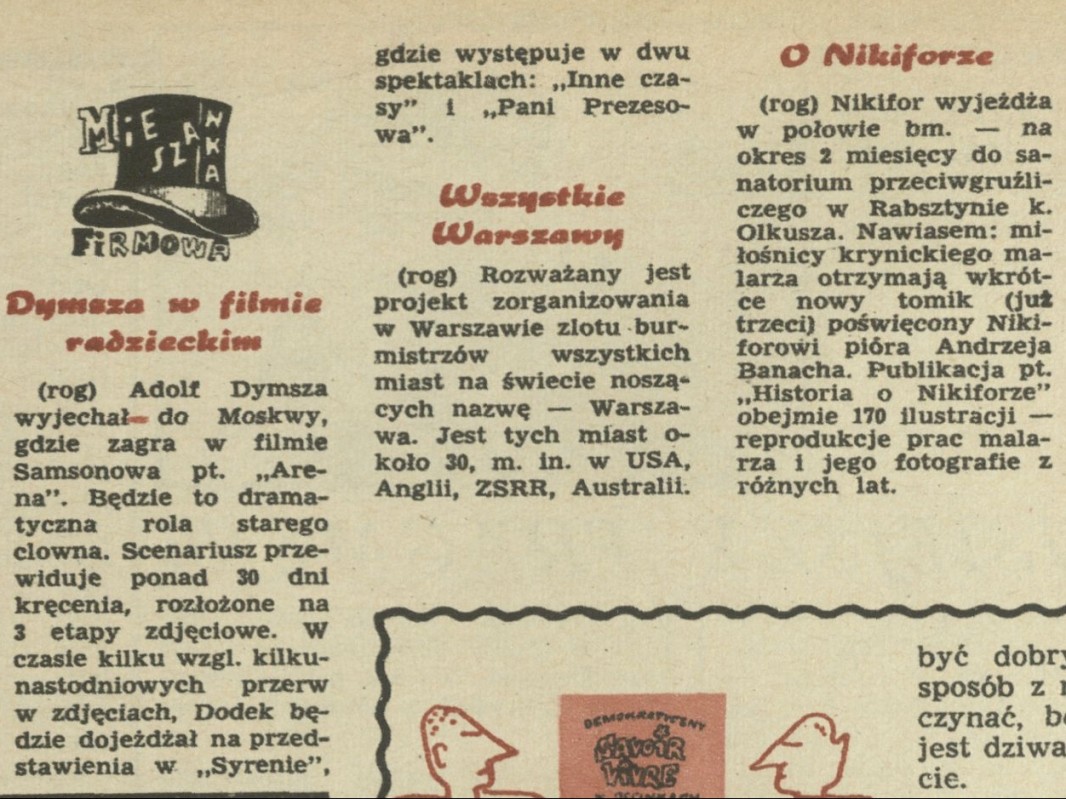 MiESZANKA
FiRMOWA
Dymsza w filmie
radzieckim
(rog) Adolf Dymsza
wyjechał do Moskwy,
gdzie zagra w filmie
Samsonowa pt. „Are-
na”. Będzie to drama-
tyczna rola starego
clowna. Scenariusz prze-
widuje ponad 30 dni
kręcenia, rozłożone na
3 etapy zdjęciowe. W
czasie kilku wzgl. kilku-
nastodniowych przerw
w zdjęciach, Dodek bę-
dzie dojeżdżał na przed-
stawienia w „Syrenie”,
gdzie występuje w dwu
spektaklach: „Inne cza-
sy” i „Pani Prezeso-
wa”.
Wszystkie
Warszawy
(rog) Rozważany jest
projekt zorganizowania
w Warszawie zlotu bur-
mistrzów wszystkich
miast na świecie noszą-
cych nazwę — Warsza-
wa. Jest tych miast o-
koło 30, m. in. w USA,
Anglii, ZSRR, Australii.
O Nikiforze
(rog) Nikifor wyjeżdża
w połowie bm. — na
okres 2 miesięcy do sa-
natorium przeciwgruźli-
czego w Rabsztynie k.
Olkusza. Nawiasem: mi-
łośnicy krynickiego ma-
larza otrzymają wkrót-
ce nowy tomik (już
trzeci) poświęcony Niki-
forowi pióra Andrzeja
Banacha. Publikacja pt.
„Historia o Nikiforze”
obejmie 170 ilustracji —
reprodukcje prac mala-
rza i jego fotografie z
różnych lat.
DEMOKRATYCZNY
SAVOIR
VIVRE
W ODCINKACH
być dobry
sposób z
czynać,
jest dziwa
cie.